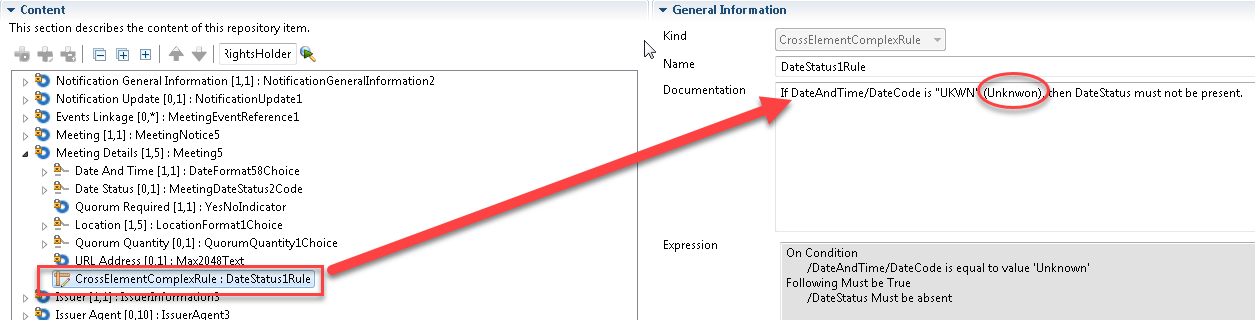 Content
This section describes the content of this repository item.
RightsHolder
Notification General Information [1,1] : NotificationGeneralInformation2
Notification Update [0,1] : NotificationUpdate1
Events Linkage [0,*] : MeetingEventReference1
Meeting [1,1] : MeetingNotice5
Meeting Details [1,5] : Meeting5
Date And Time [1,1] : DateFormat58Choice
Date Status [0,1] : MeetingDateStatus2Code
Quorum Required [1,1] : YesNoIndicator
Location [1,5] : LocationFormat1Choice
Quorum Quantity [0,1] : QuorumQuantity1Choice
URL Address [0,1] : Max2048Text
CrossElementComplexRule : DateStatus1Rule
Issuer [1,1] : IssuerInformation3
Issuer Agent [0,10] : IssuerAgent3
General Information
Kind
CrossElementComplexRule
Name
DateStatus1Rule
Documentation
If DateAndTime/DateCode is "UKWN" (Unknwon), then DateStatus must not be present.
Expression
On Condition
/DateAndTime/DateCode is equal to value 'Unknown'
Following Must be True
/DateStatus Must be absent